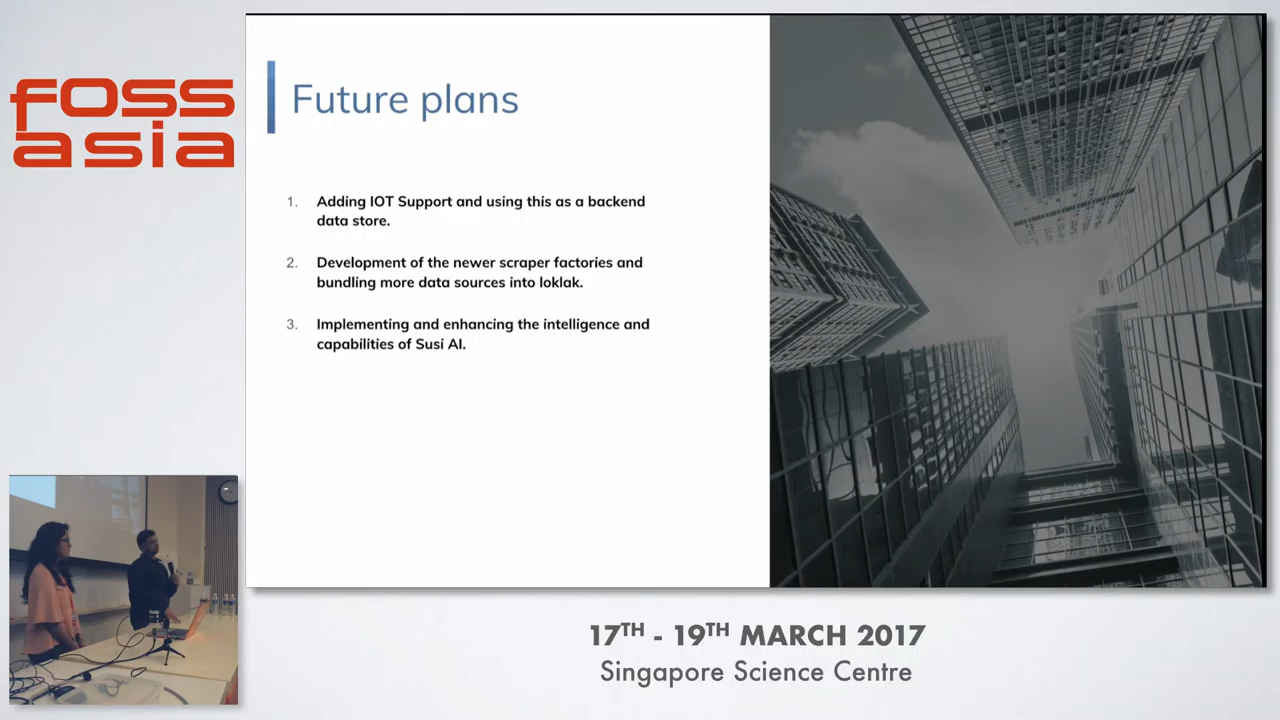 foss
asia
Future plans
1. Adding IOT Support and using this as a backend
data store.
2. Development of the newer scraper factories and
bundling more data sources into loklak.
3. Implementing and enhancing the intelligence and
capabilities of Susi AI.
17TH - 19TH MARCH 2017
Singapore Science Centre